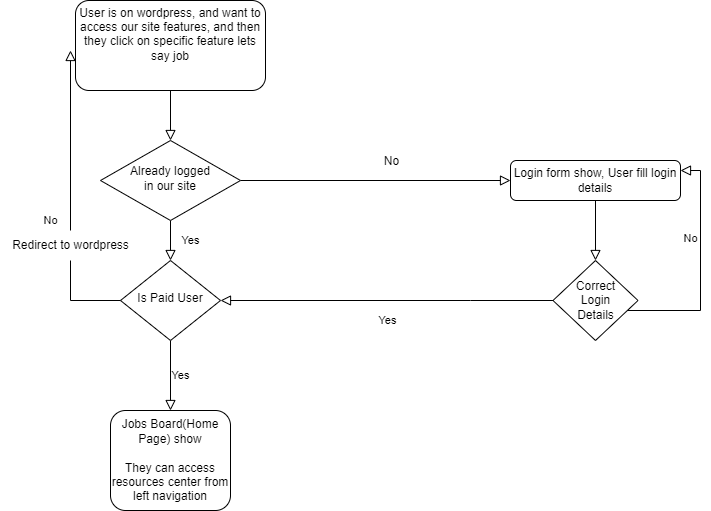 User is on wordpress, and want to
access our site features, and then
they click on specific feature lets
say job
Already logged
in our site
No
Login form show, User fill login
details
No
Redirect to wordpress
Yes
No
Is Paid User
Correct
Login
Details
Yes
Yes
Jobs Board(Home
Page) show
They can access
resources center from
left navigation